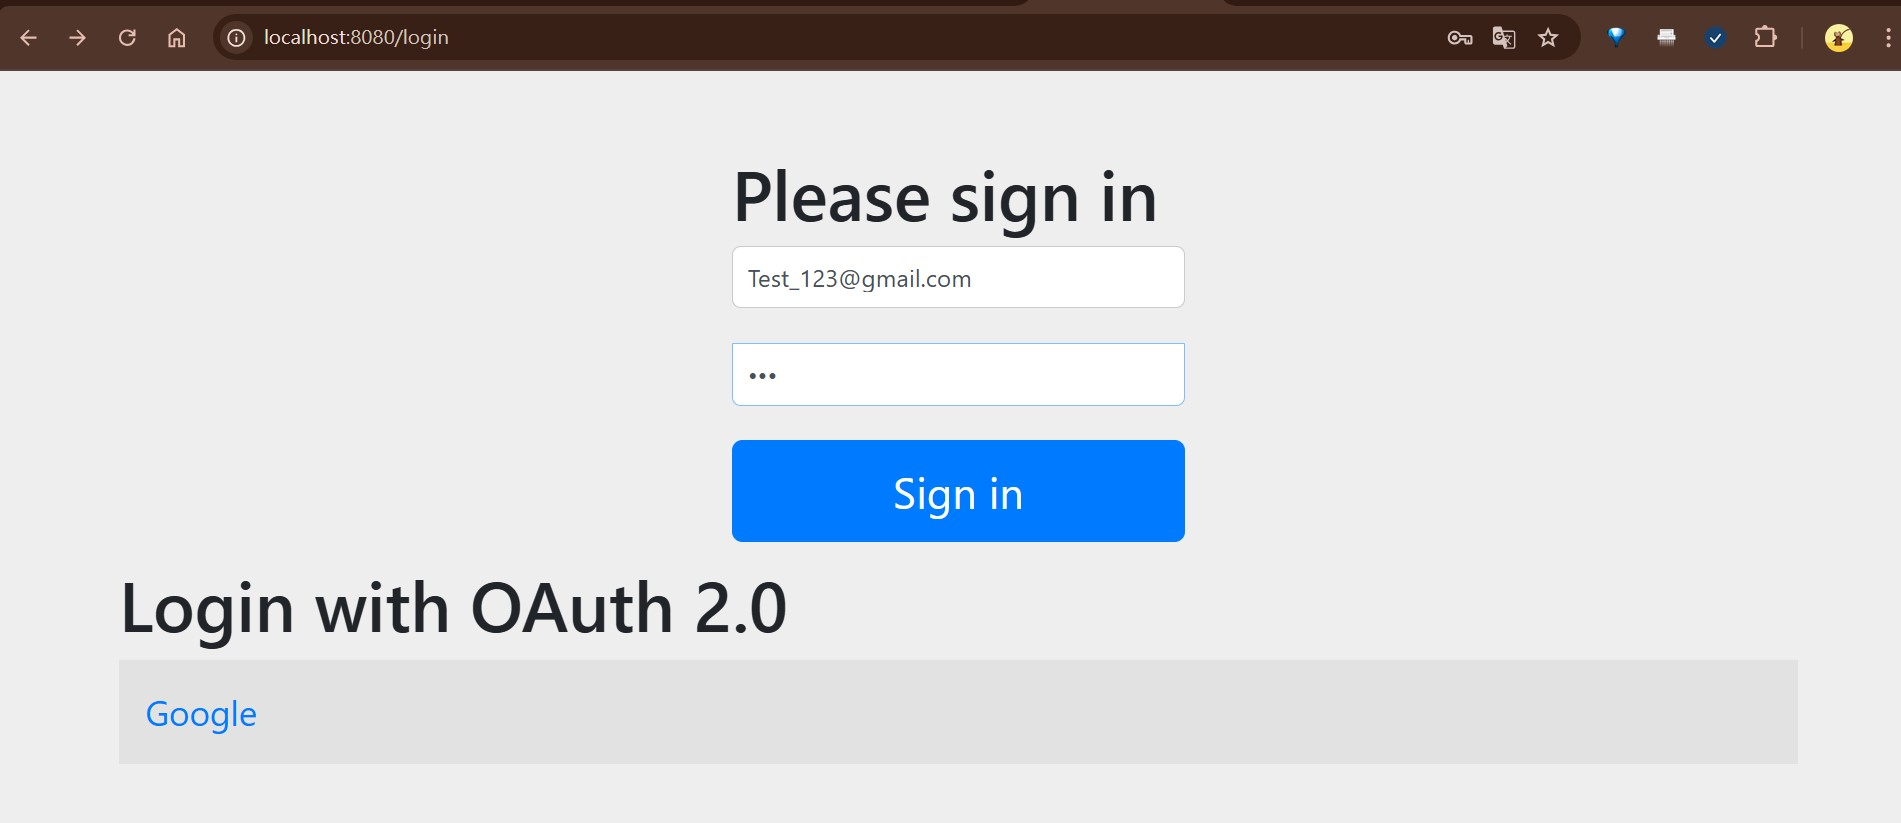 localhost:8080/login
Please sign in
Test_123@gmail.com
•••
Sign in
Login with OAuth 2.0
Google